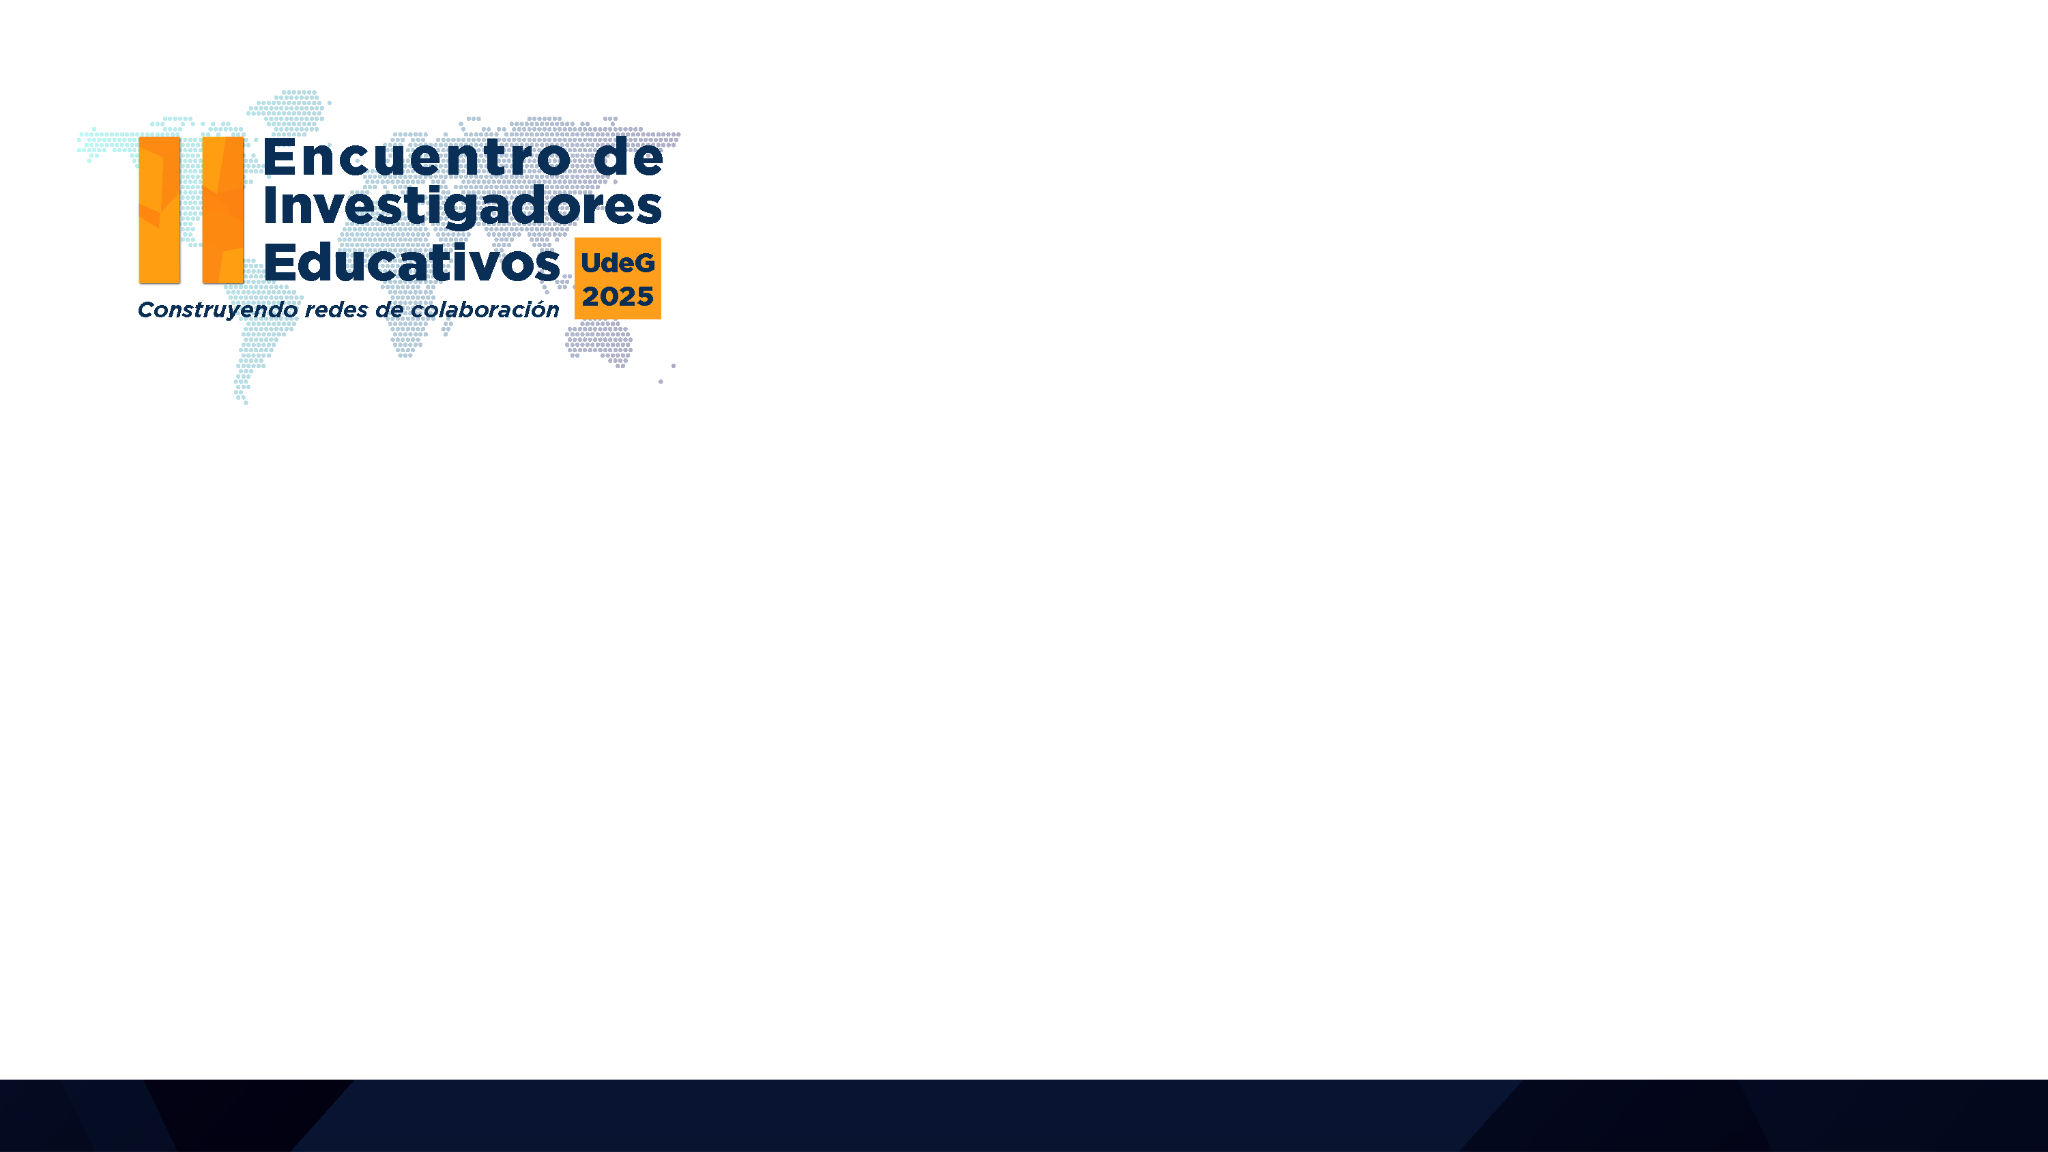 II Encuentro de
Investigadores
Educativos
UdeG
2025
Construyendo redes de colaboración